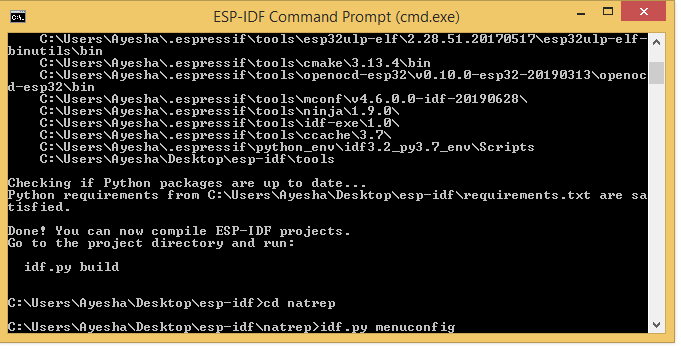 ESP-IDF Command Prompt (cmd.exe)
C:\Users\Ayesha\.espressif\tools\esp32ulp-elf\2.28.51.20170517\esp32ulp-elf-
binutils\bin
C:\Users\Ayesha\.espressif\tools\cmake\3.13.4\bin
C:\Users\Ayesha\.espressif\tools\openocd-esp32\v0.10.0-esp32-20190313\openoc
d-esp32\bin
C:\Users\Ayesha\.espressif\tools\mconf\v4.6.0.0-idf-20190628\
C:\Users\Ayesha\.espressif\tools\ninja\1.9.0\
C:\Users\Ayesha\.espressif\tools\idf-exe\1.0\
C:\Users\Ayesha\.espressif\tools\ccache\3.7\
C:\Users\Ayesha\.espressif\python_env\idf3.2_py3.7_env\Scripts
C:\Users\Ayesha\Desktop\esp-idf\tools
Checking if Python packages are up to date...
Python requirements from C:\Users\Ayesha\Desktop\esp-idf\requirements.txt are sa
tisfied.
Done! You can now compile ESP-IDF projects.
Go to the project directory and run:
idf.py build
C:\Users\Ayesha\Desktop\esp-idf>cd natrep
C:\Users\Ayesha\Desktop\esp-idf\natrep>idf.py menuconfig